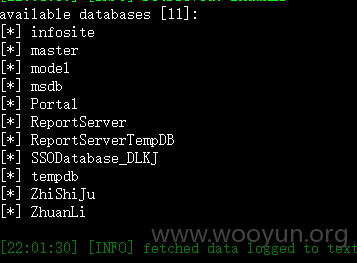 available databases [11]:
[*] infosite
[*] master
[*] model
[*] msdb
[*] Portal
[*] ReportServer
[*] ReportServerTempDB
[*] SSODatabase_DLKJ
[*] tempdb
[*] ZhiShiJu
[*] ZhuanLi
www.wooyun.org
[22:01:30] [INFO] fetched data logged to text